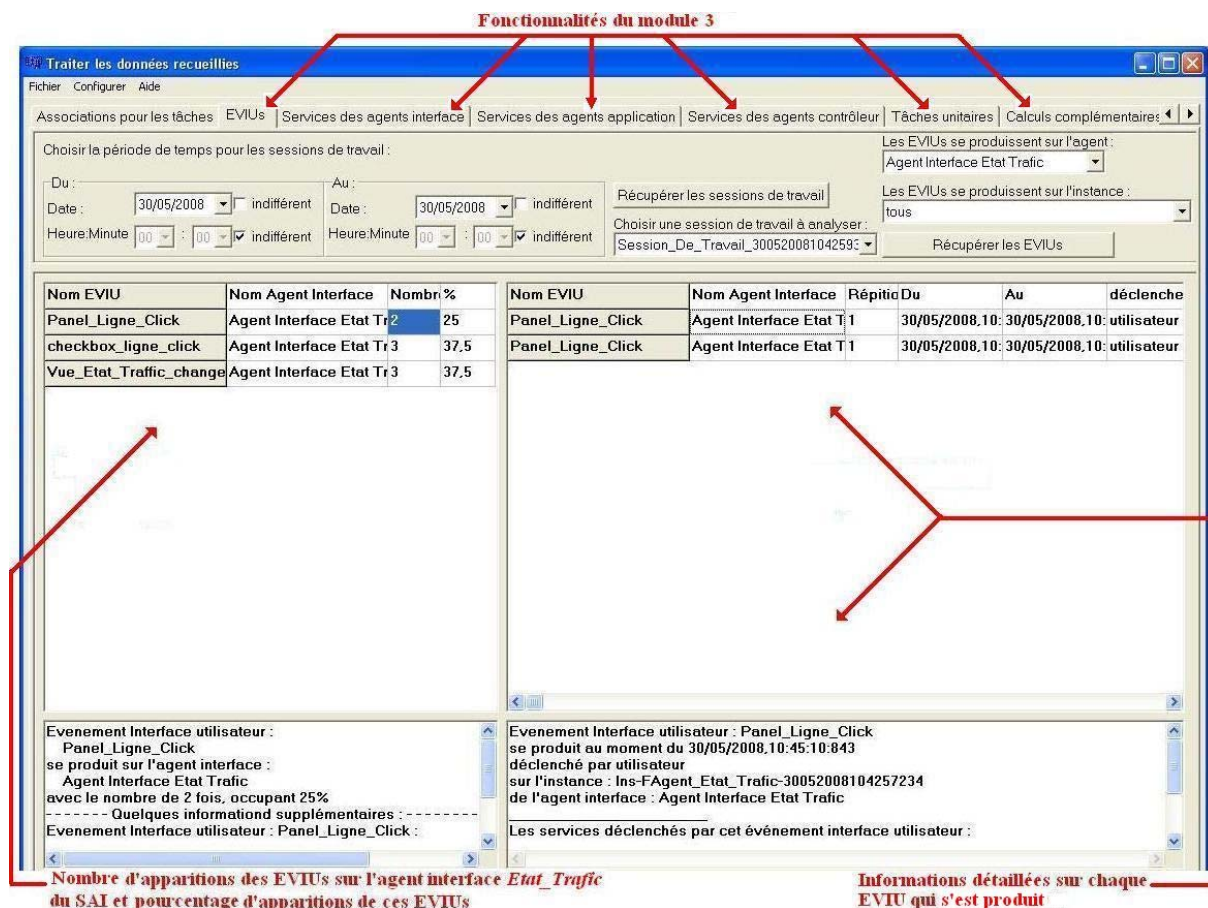 Fonctionnalités du module 3
Traiter les données recueillies
Fichier Configurer Aide
Associations pour les tâches EVIUs Services des agents interface Services des agents application Services des agents contrôleur Tâches unitaires Calculs complémentaires
Choisir la période de temps pour les sessions de travail :
Les EVIUs se produissent sur l'agent :
Agent Interface Etat Trafic
Du :
Date : 30/05/2008 indifférent
Heure:Minute 00 : 00 indifférent
Au :
Date : 30/05/2008 indifférent
Heure:Minute 00 : 00 indifférent
Récupérer les sessions de travail
Choisir une session de travail à analyser :
Session_De_Travail_30052008104259
Les EVIUs se produissent sur l'instance :
tous
Récupérer les EVIUs
Nom EVIU Nom Agent Interface Nombr %
Panel_Ligne_Click Agent Interface Etat Tr 2 25
checkbox_ligne_click Agent Interface Etat Tr 3 37,5
Vue_Etat_Traffic_change Agent Interface Etat Tr 3 37,5
Nom EVIU Nom Agent Interface Répitio Du Au déclenche
Panel_Ligne_Click Agent Interface Etat T 1 30/05/2008,10: 30/05/2008,10: utilisateur
Panel_Ligne_Click Agent Interface Etat T 1 30/05/2008,10: 30/05/2008,10: utilisateur
Evenement Interface utilisateur :
Panel_Ligne_Click
se produit sur l'agent interface :
Agent Interface Etat Trafic
avec le nombre de 2 fois, occupant 25%
------- Quelques informationd supplémentaires :--------
Evenement Interface utilisateur : Panel_Ligne_Click :
Evenement Interface utilisateur : Panel_Ligne_Click
se produit au moment du 30/05/2008,10:45:10:843
déclenché par utilisateur
sur l'instance : Ins-FAgent_Etat_Trafic-30052008104257234
de l'agent interface : Agent Interface Etat Trafic
Les services déclenchés par cet événement interface utilisateur :
Nombre d'apparitions des EVIUs sur l'agent interface Etat_Trafic
du SAI et pourcentage d'apparitions de ces EVIUs
Informations détaillées sur chaque
EVIU qui s'est produit